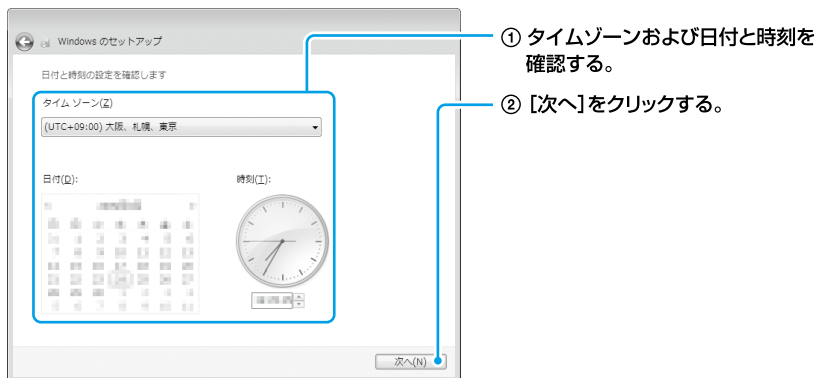 Windows のセットアップ
日付と時刻の設定を確認します
タイム ゾーン(Z)
(UTC+09:00) 大阪、札幌、東京
日付(D):
時刻(T):
次へ(N)
① タイムゾーンおよび日付と時刻を
確認する。
② [次へ]をクリックする。